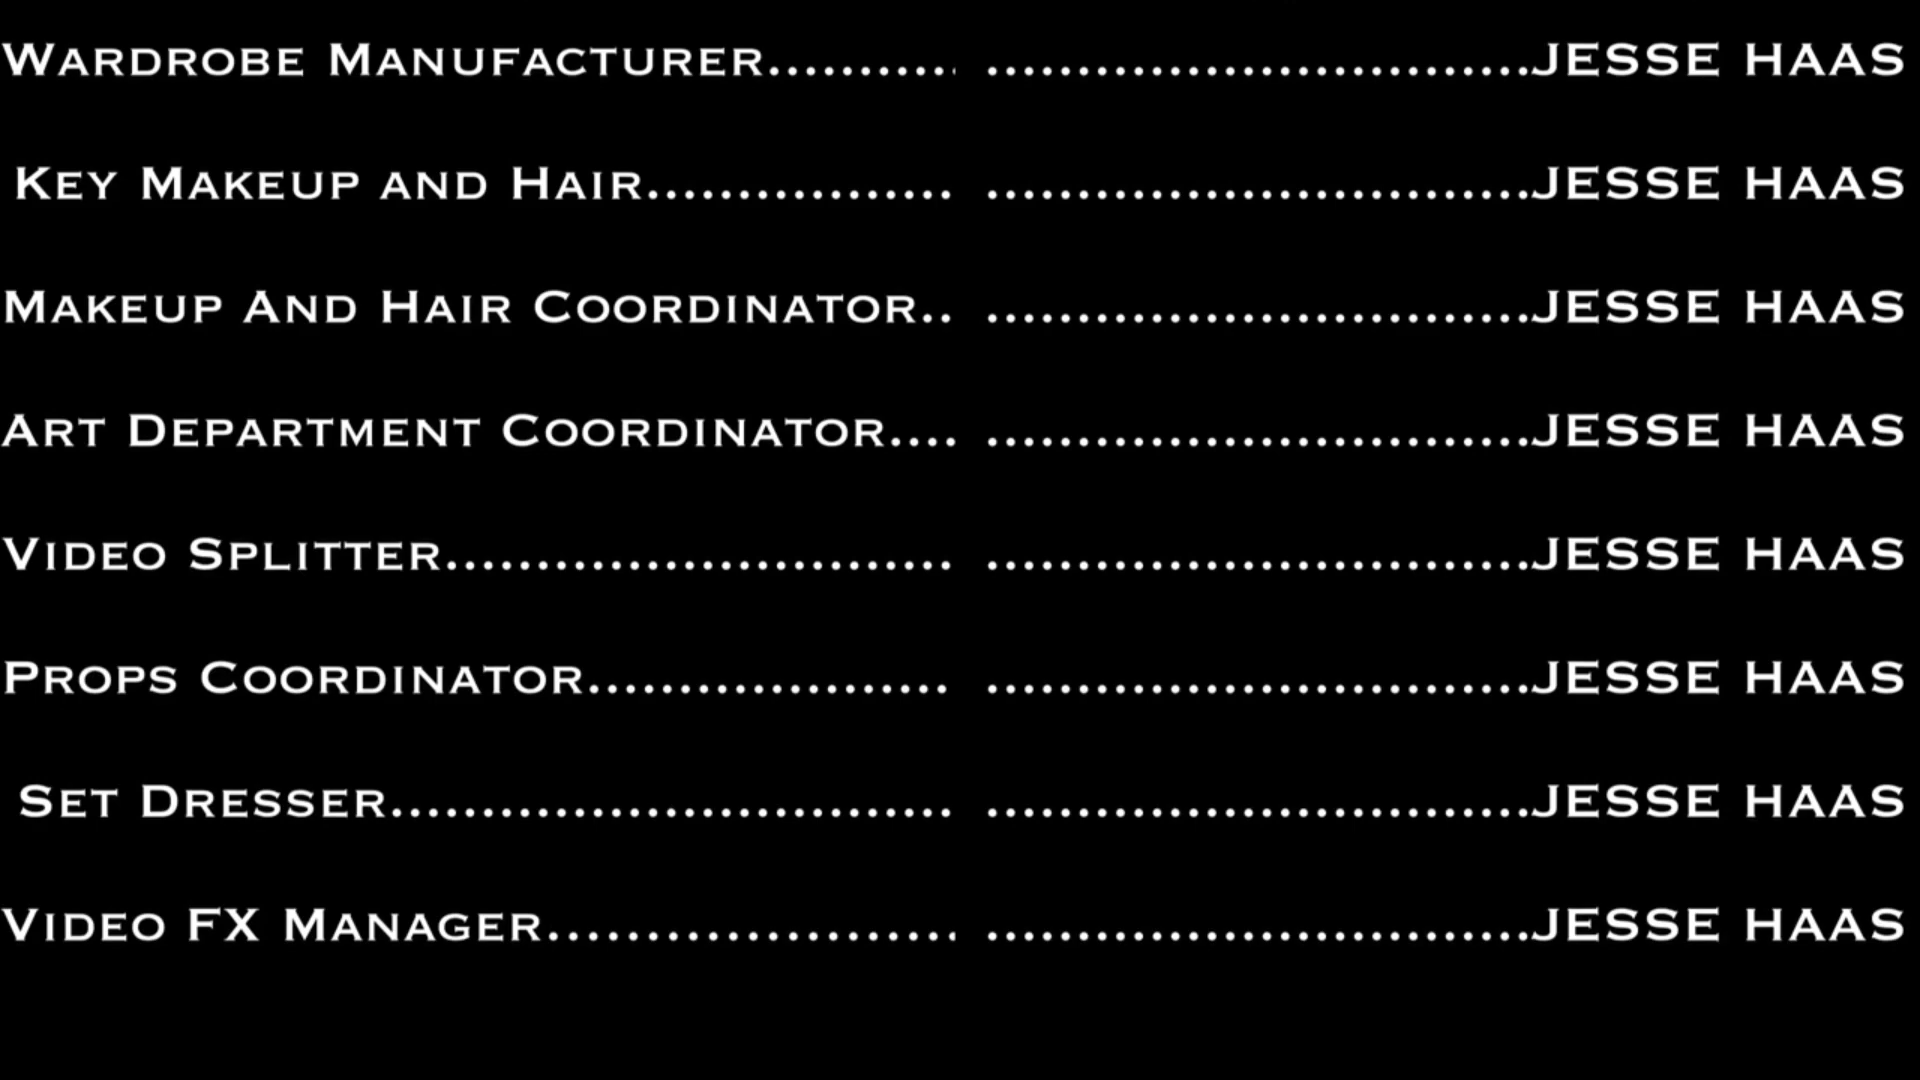 Wardrobe Manufacturer........... ..............................JESSE HAAS
Key Makeup and Hair................. ..............................JESSE HAAS
Makeup And Hair Coordinator.. ..............................JESSE HAAS
Art Department Coordinator.... ..............................JESSE HAAS
Video Splitter............................ ..............................JESSE HAAS
Props Coordinator.................... ..............................JESSE HAAS
Set Dresser............................... ..............................JESSE HAAS
Video FX Manager..................... ..............................JESSE HAAS